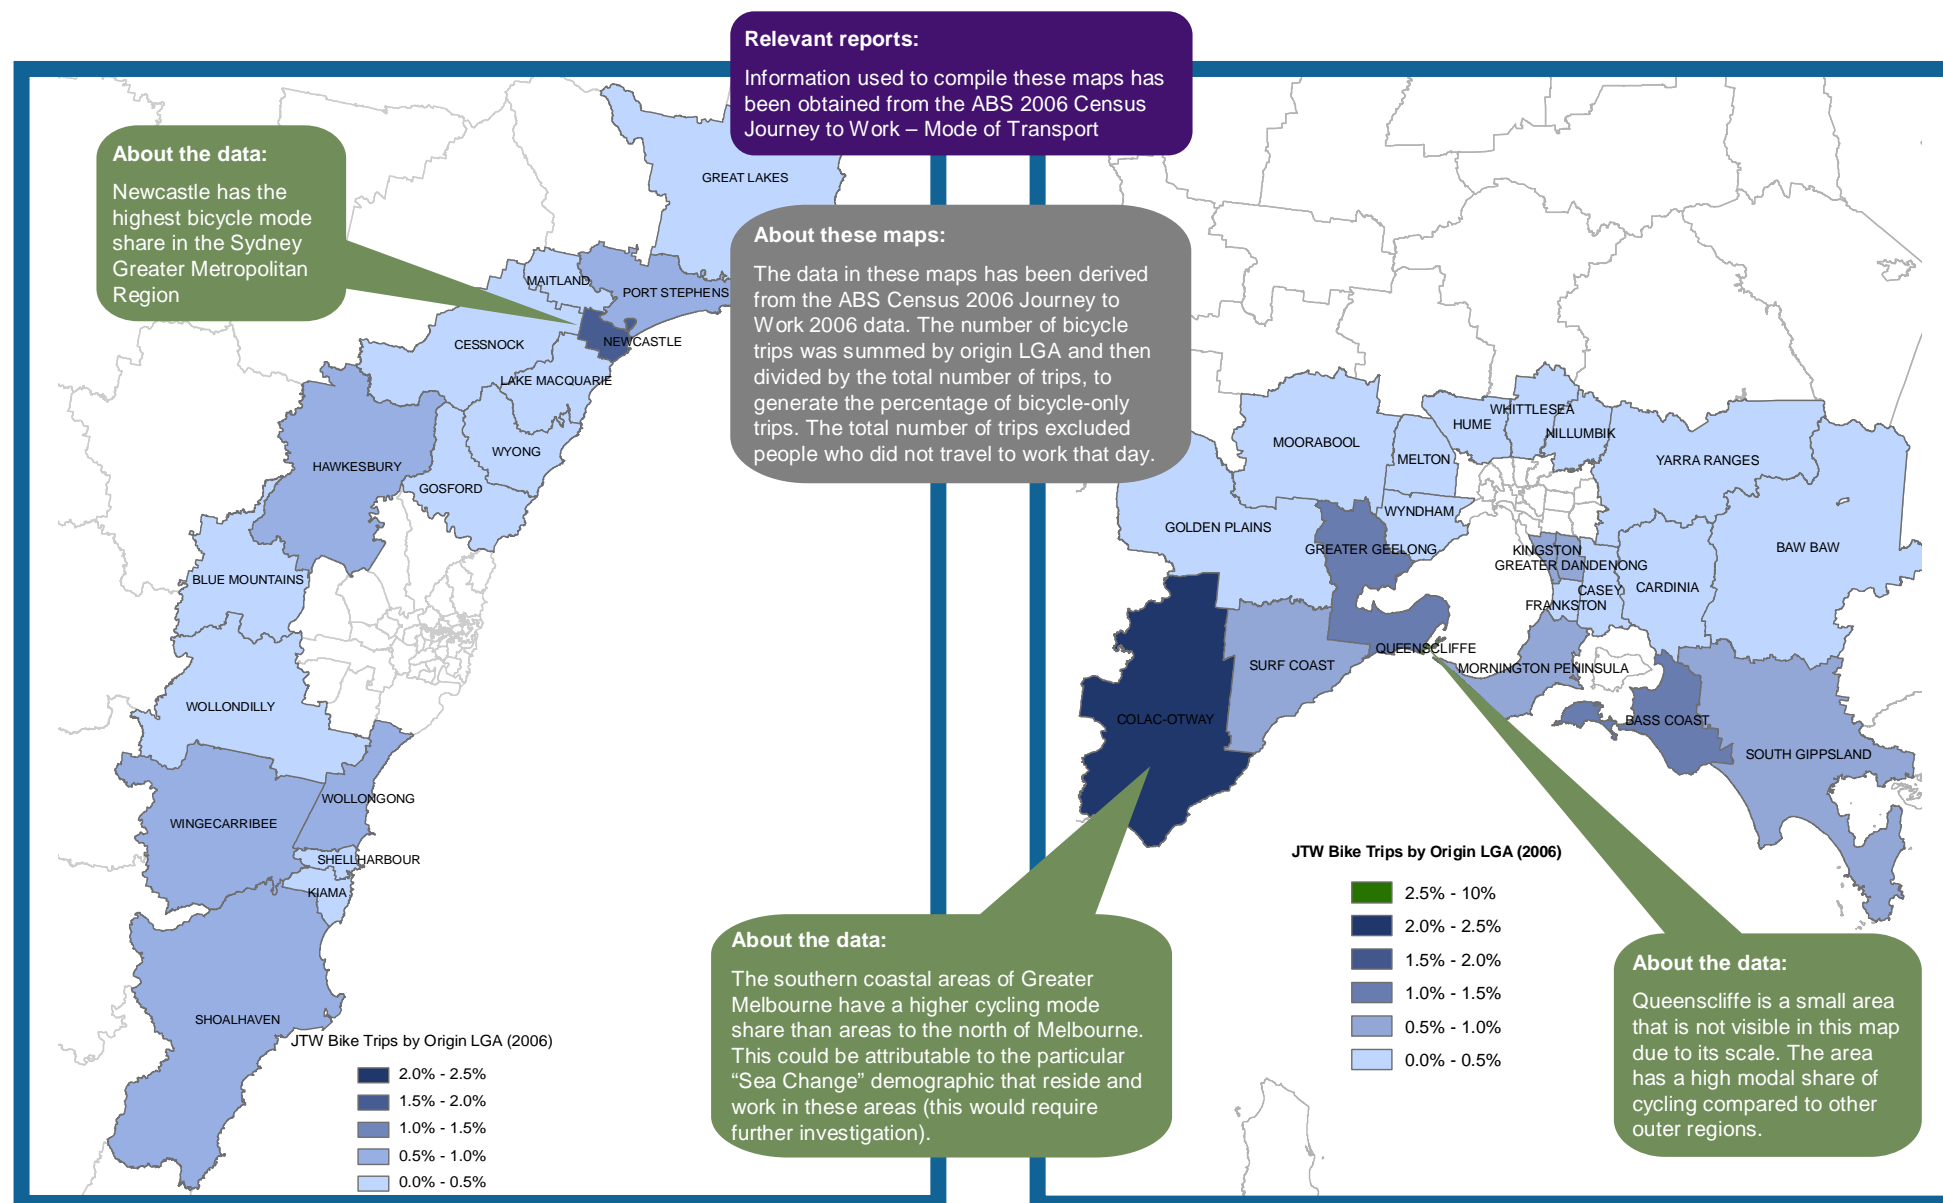 Relevant reports:
Information used to compile these maps has
been obtained from the ABS 2006 Census
Journey to Work – Mode of Transport
About the data:
Newcastle has the
highest bicycle mode
share in the Sydney
Greater Metropolitan
Region
About these maps:
The data in these maps has been derived
from the ABS Census 2006 Journey to
Work 2006 data. The number of bicycle
trips was summed by origin LGA and then
divided by the total number of trips, to
generate the percentage of bicycle-only
trips. The total number of trips excluded
people who did not travel to work that day.
GREAT LAKES
MAITLAND
PORT STEPHENS
NEWCASTLE
CESSNOCK
LAKE MACQUARIE
WYONG
HAWKESBURY
GOSFORD
BLUE MOUNTAINS
WOLLONDILLY
WOLLONGONG
WINGECARRIBEE
SHELLHARBOUR
KIAMA
SHOALHAVEN
JTW Bike Trips by Origin LGA (2006)
2.0% - 2.5%
1.5% - 2.0%
1.0% - 1.5%
0.5% - 1.0%
0.0% - 0.5%
WHITTLESEA
HUME
NILLUMBIK
MOORABOOL
MELTON
YARRA RANGES
WYNDHAM
GOLDEN PLAINS
GREATER GEELONG
KINGSTON
GREATER DANDENONG
BAW BAW
CASEY
CARDINIA
FRANKSTON
QUEENSCLIFFE
SURF COAST
MORNINGTON PENINSULA
COLAC-OTWAY
BASS COAST
SOUTH GIPPSLAND
JTW Bike Trips by Origin LGA (2006)
2.5% - 10%
2.0% - 2.5%
1.5% - 2.0%
1.0% - 1.5%
0.5% - 1.0%
0.0% - 0.5%
About the data:
The southern coastal areas of Greater
Melbourne have a higher cycling mode
share than areas to the north of Melbourne.
This could be attributable to the particular
“Sea Change” demographic that reside and
work in these areas (this would require
further investigation).
About the data:
Queenscliffe is a small area
that is not visible in this map
due to its scale. The area
has a high modal share of
cycling compared to other
outer regions.